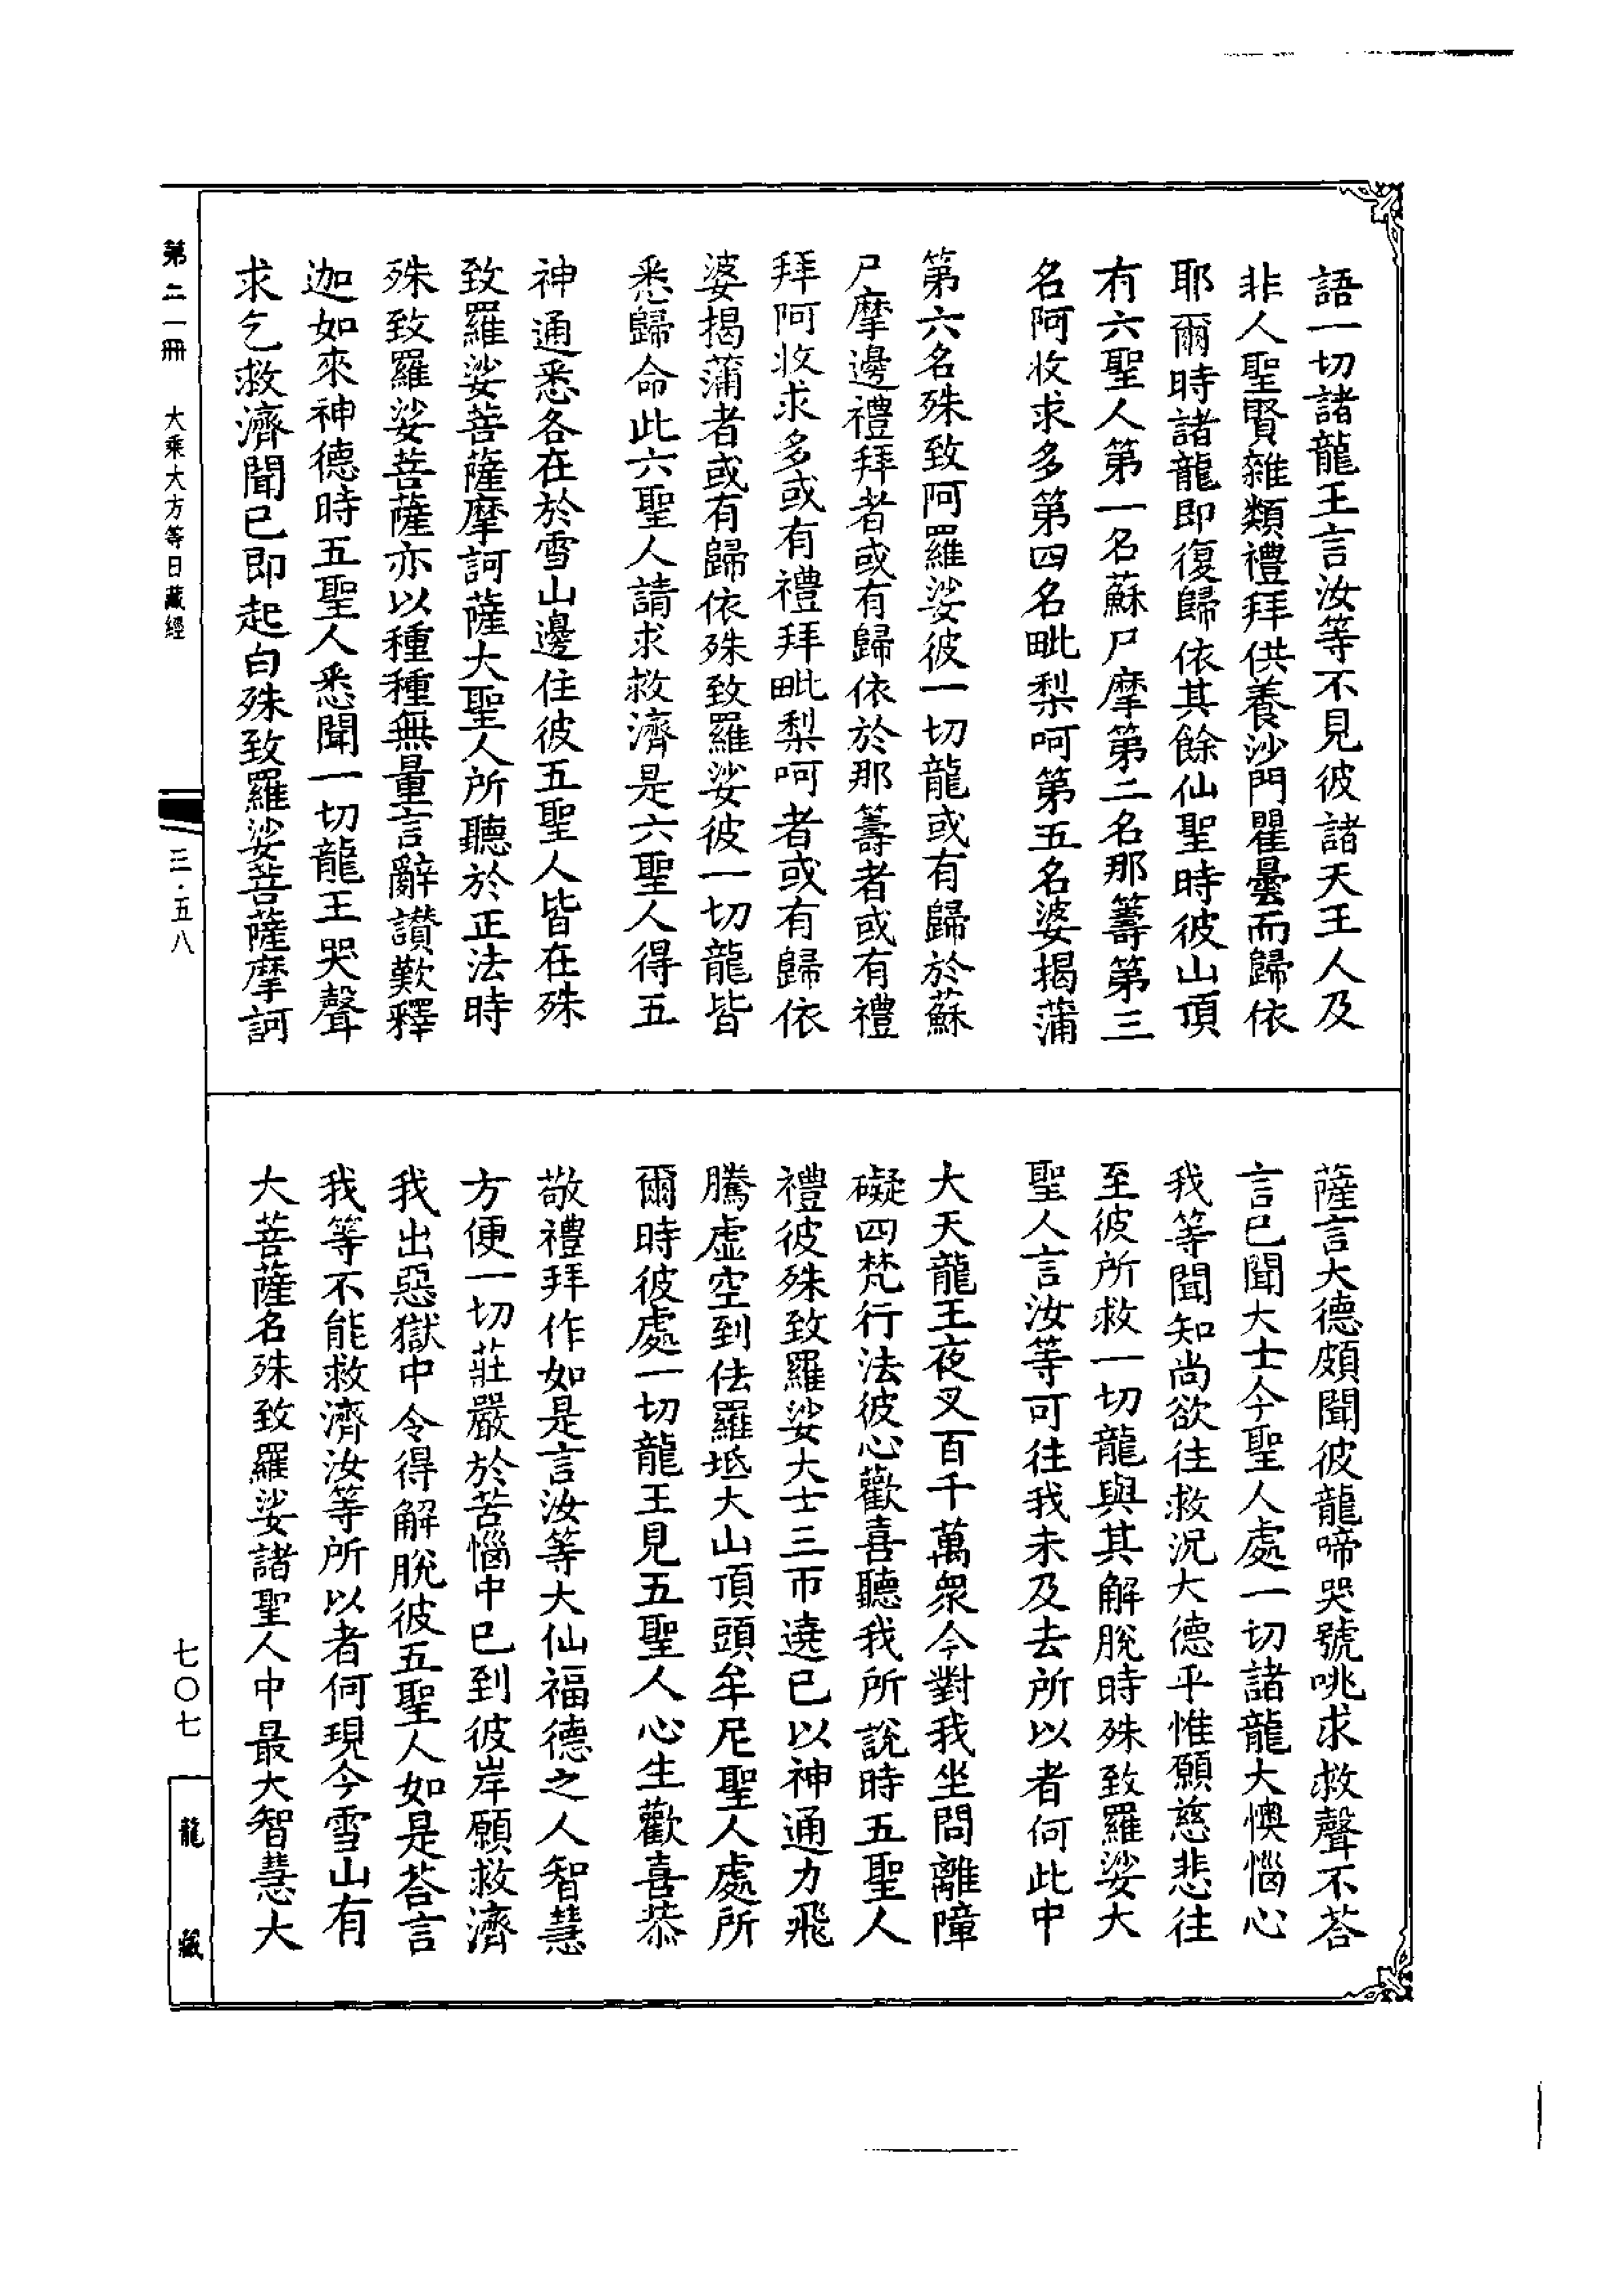 語一切諸龍王言汝等不見彼諸天王人及
非人聖賢雜類禮拜供養沙門瞿曇而歸依
耶爾時諸龍即復歸依其餘仙聖時彼山頂
有六聖人第一名蘇尸摩第二名那籌第三
名阿收求多第四名毗梨呵第五名婆揭蒲
第六名殊致阿羅娑彼一切龍或有歸於蘇
尸摩邊禮拜者或有歸依於那籌者或有禮
拜阿收求多或有禮拜毗梨呵者或有歸依
婆揭蒲者或有歸依殊致羅娑彼一切龍皆
悉歸命此六聖人請求救濟是六聖人得五
神通悉各在於雪山邊住彼五聖人皆在殊
致羅娑菩薩摩訶薩大聖人所聽於正法時
殊致羅娑菩薩亦以種種無量言辭讚歎釋
迦如來神德時五聖人悉聞一切龍王哭聲
求乞救濟聞已即起白殊致羅娑菩薩摩訶
薩言大德頗聞彼龍啼哭號咷求救聲不荅
言已聞大士今聖人處一切諸龍大懊惱心
我等聞知尚欲往救況大德乎惟願慈悲往
至彼所救一切龍與其解脫時殊致羅娑大
聖人言汝等可往我未及去所以者何此中
大天龍王夜叉百千萬眾今對我坐問離障
礙四梵行法彼心歡喜聽我所說時五聖人
禮彼殊致羅娑大士三帀遶已以神通力飛
騰虛空到佉羅坻大山頂頭牟尼聖人處所
爾時彼處一切龍王見五聖人心生歡喜恭
敬禮拜作如是言汝等大仙福德之人智慧
方便一切莊嚴於苦惱中已到彼岸願救濟
我出惡獄中令得解脫彼五聖人如是荅言
我等不能救濟汝等所以者何現今雪山有
大菩薩名殊致羅娑諸聖人中最大智慧大
第二一冊 大乘大方等日藏經
三·五八
七〇七
龍藏